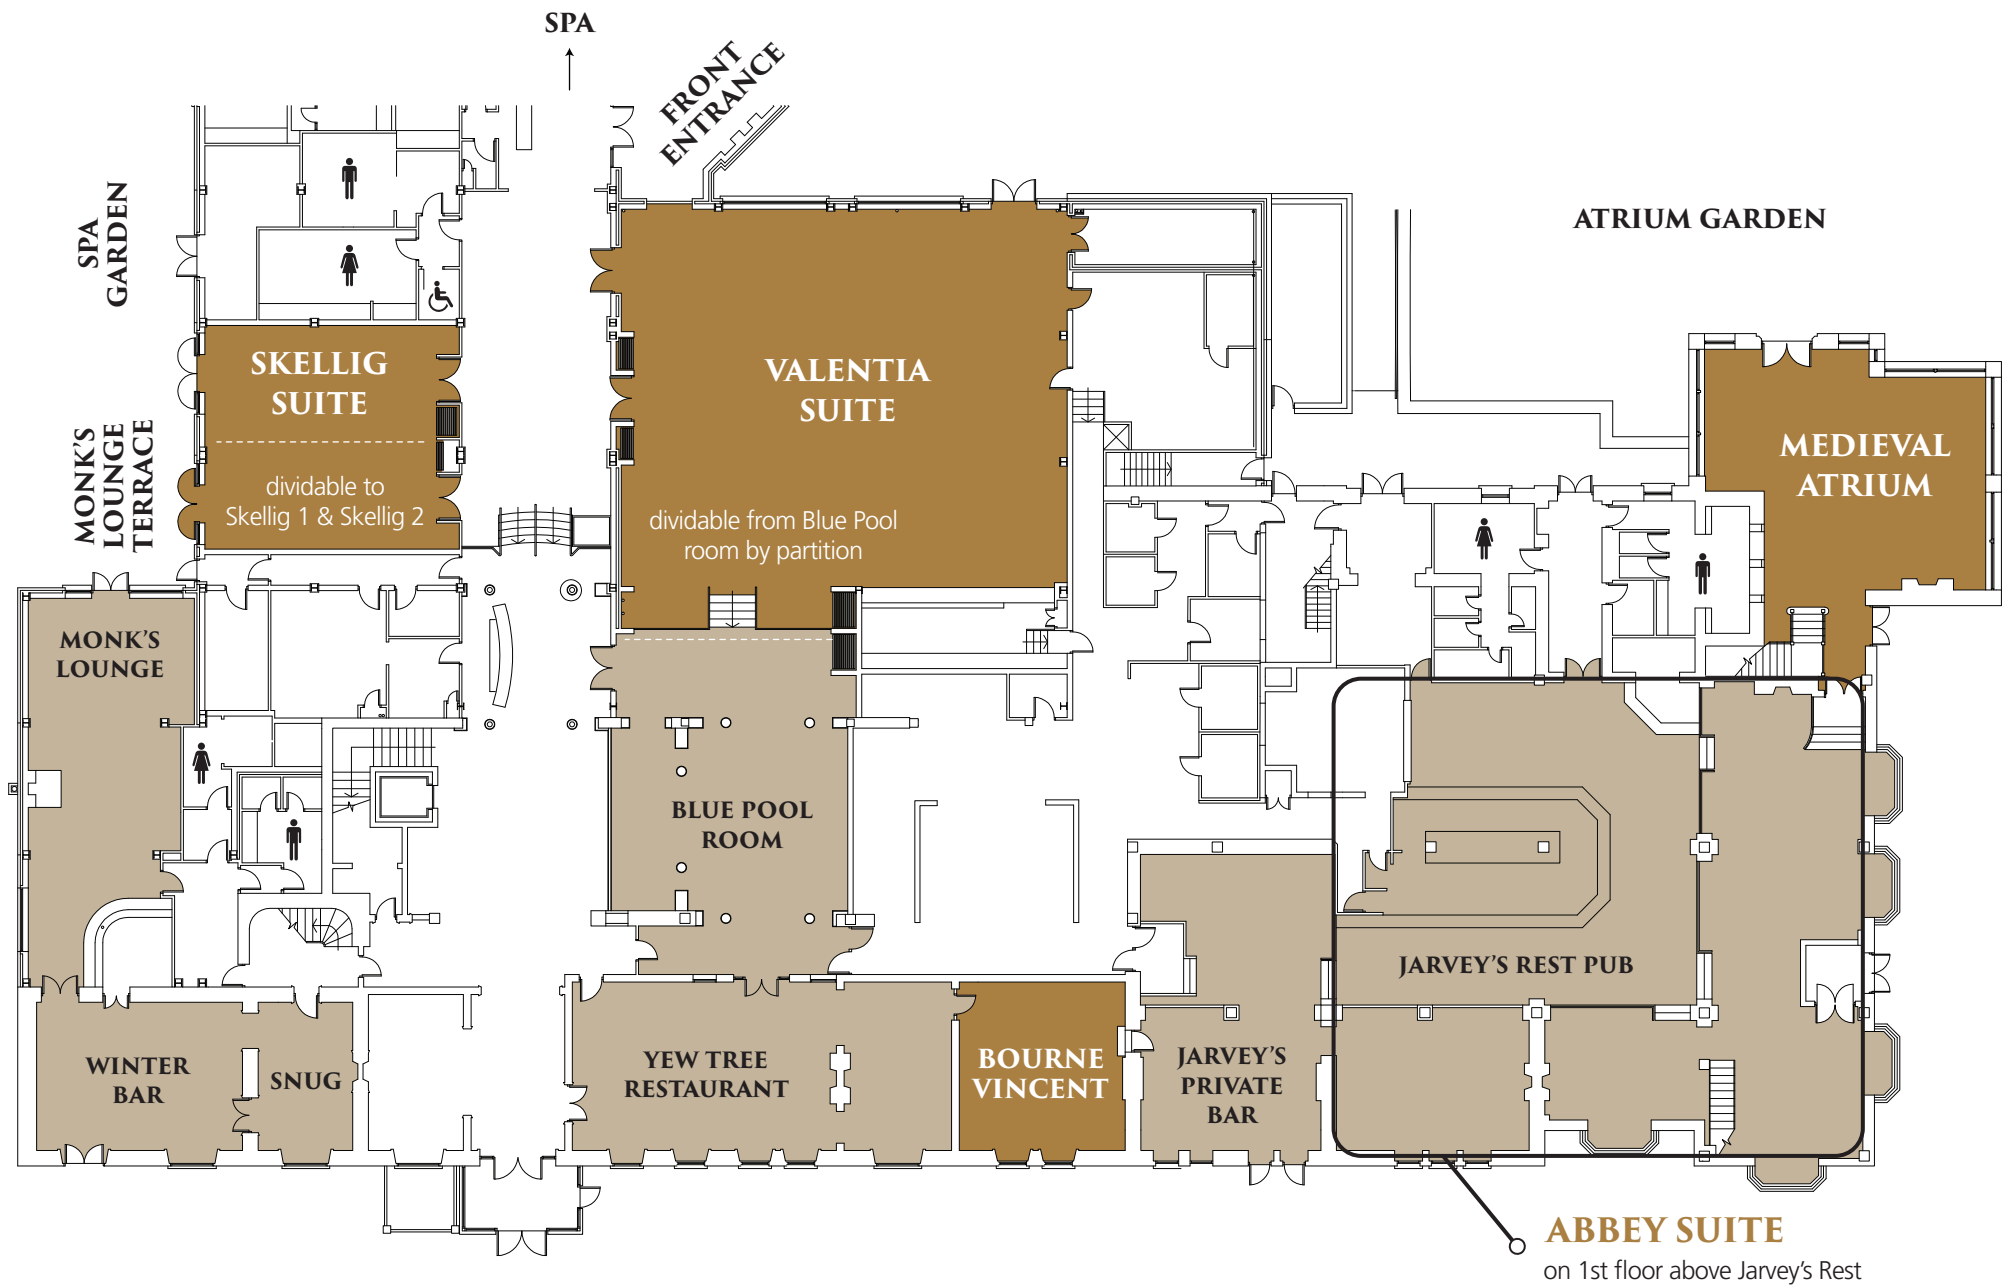 SPA
FRONT
ENTRANCE
SPA
GARDEN
ATRIUM GARDEN
SKELLIG
SUITE
dividable to
Skellig 1 & Skellig 2
VALENTIA
SUITE
dividable from Blue Pool
room by partition
MEDIEVAL
ATRIUM
MONK'S
LOUNGE
TERRACE
MONK'S
LOUNGE
BLUE POOL
ROOM
JARVEY'S REST PUB
WINTER
BAR
SNUG
YEW TREE
RESTAURANT
BOURNE
VINCENT
JARVEY'S
PRIVATE
BAR
ABBEY SUITE
on 1st floor above Jarvey's Rest